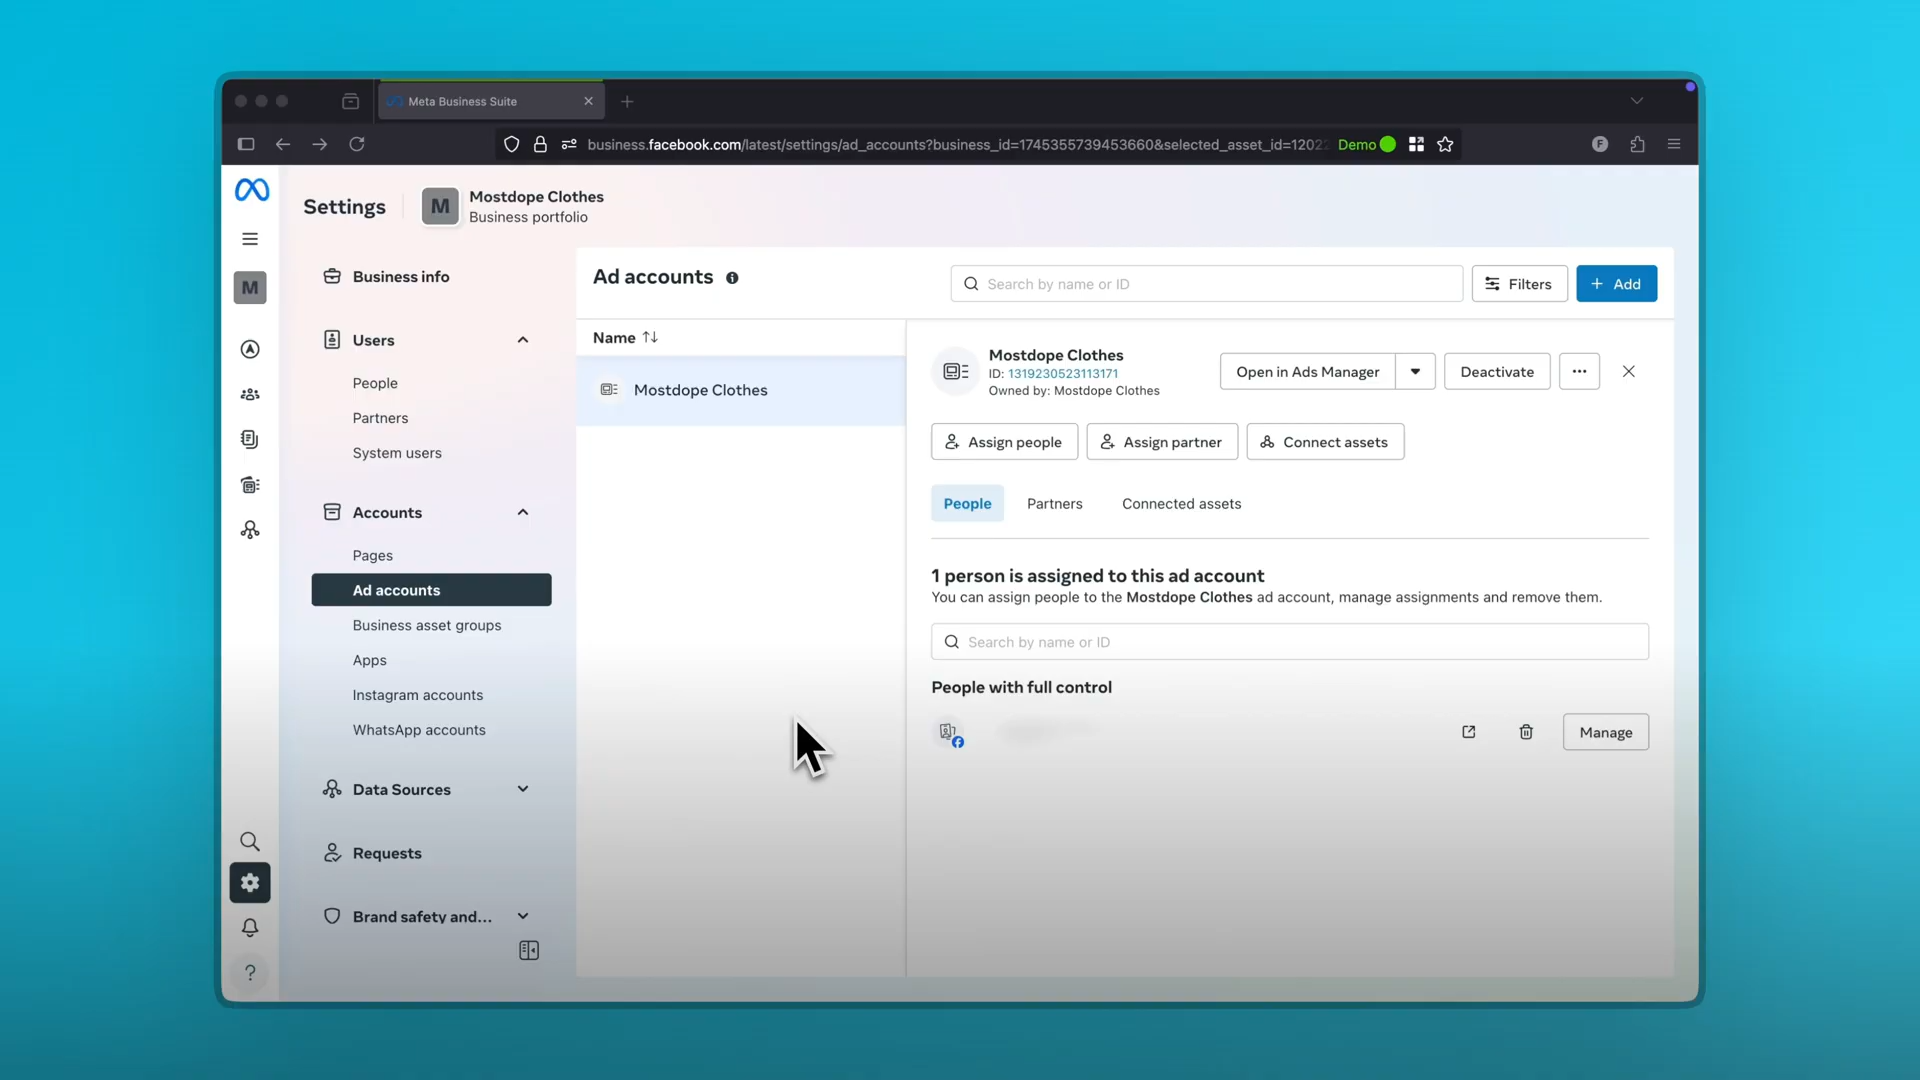 Meta Business Suite
business.facebook.com/latest/settings/ad_accounts?business_id=1745355739453660&selected_asset_id=12022
Demo
F
Settings
M
Mostdope Clothes
Business portfolio
M
Business info
Users
People
Partners
System users
Accounts
Pages
Ad accounts
Business asset groups
Apps
Instagram accounts
WhatsApp accounts
Data Sources
Requests
Brand safety and...
Ad accounts
Search by name or ID
Filters
+ Add
Name
Mostdope Clothes
Mostdope Clothes
ID: 1319230523113171
Owned by: Mostdope Clothes
Open in Ads Manager
Deactivate
Assign people
Assign partner
Connect assets
People
Partners
Connected assets
1 person is assigned to this ad account
You can assign people to the Mostdope Clothes ad account, manage assignments and remove them.
Search by name or ID
People with full control
Manage